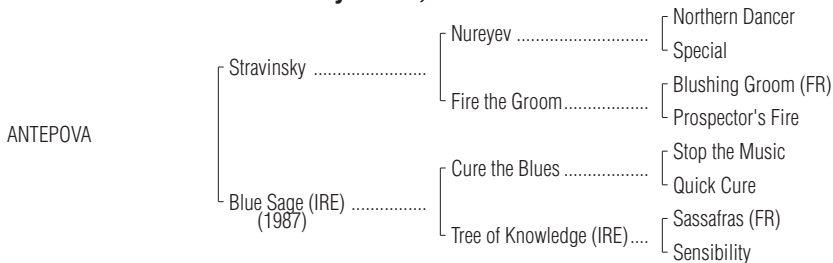 Northern Dancer
Nureyev ............................
Special
Stravinsky ........................
Blushing Groom (FR)
Fire the Groom..................
Prospector's Fire
ANTEPOVA
Stop the Music
Cure the Blues ..................
Quick Cure
Blue Sage (IRE) ................
(1987)
Sassafras (FR)
Tree of Knowledge (IRE)....
Sensibility